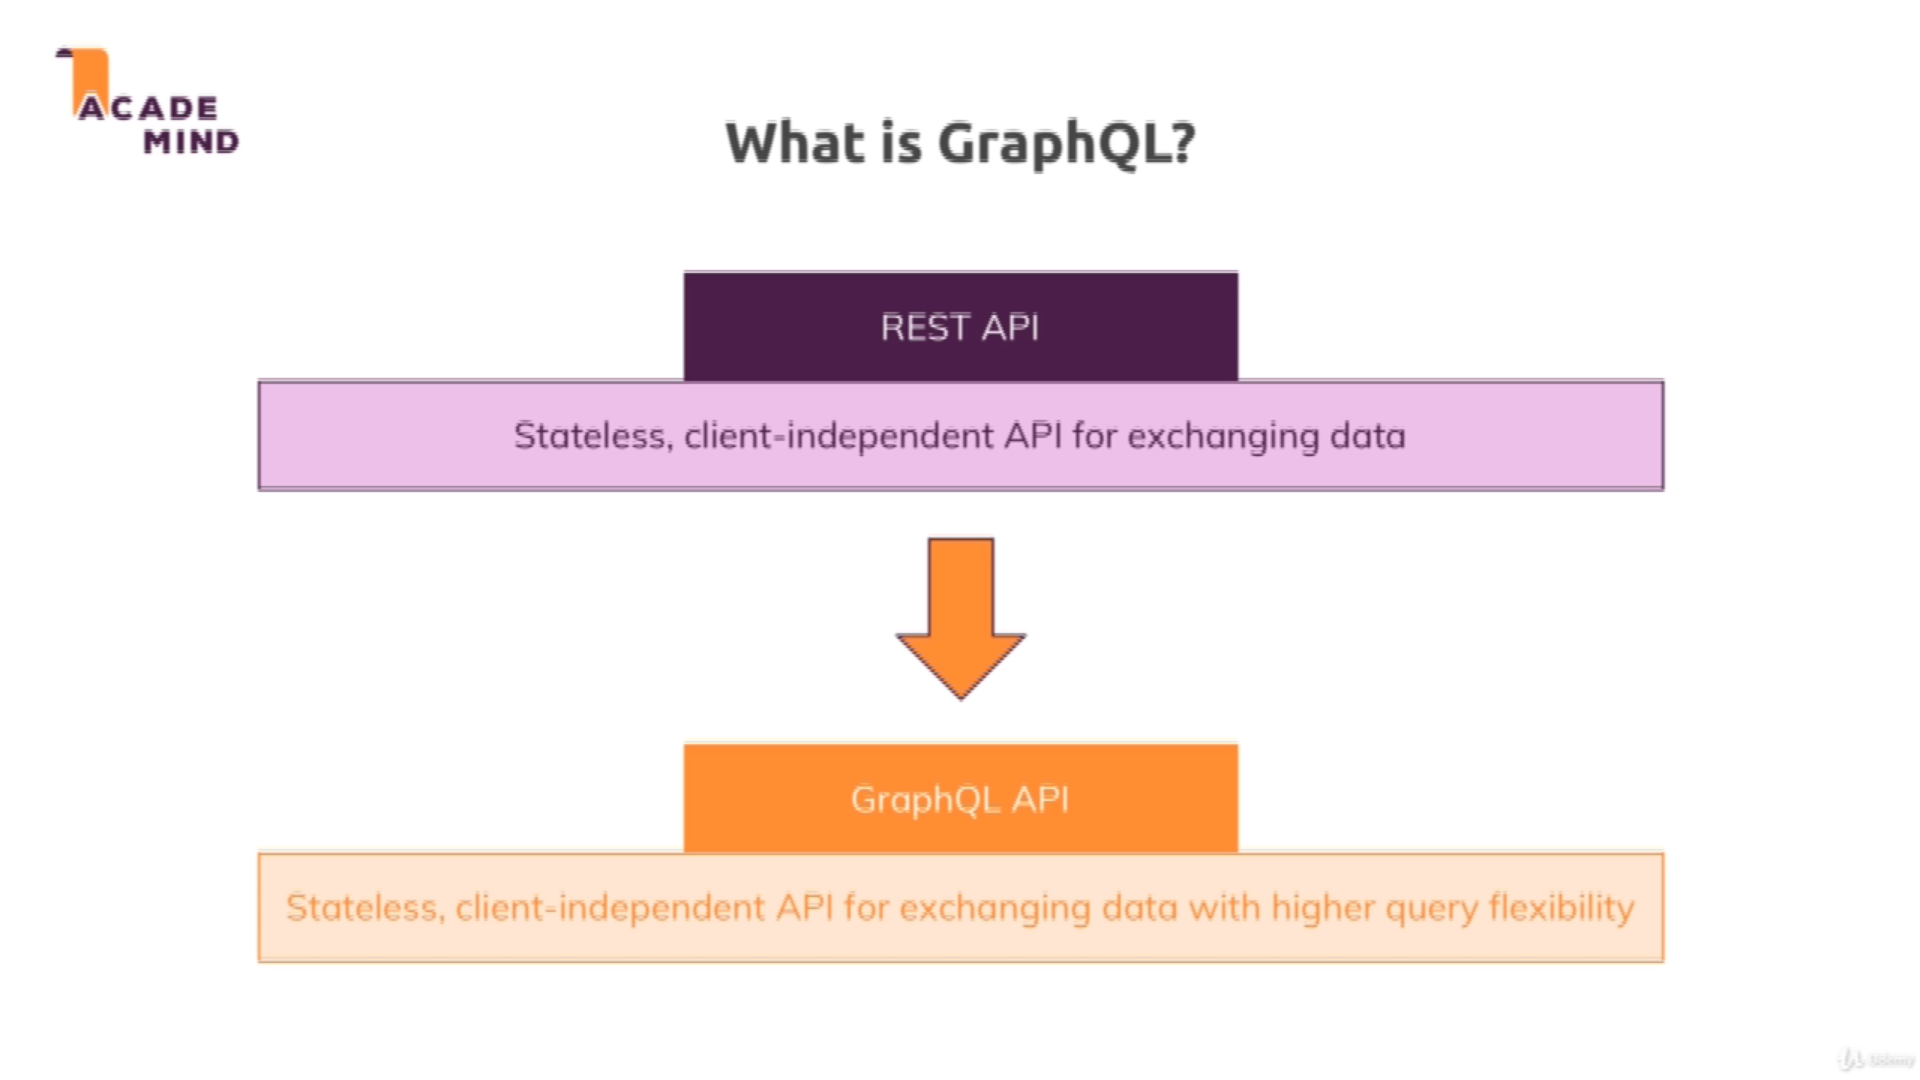 ACADE
MIND
What is GraphQL?
REST API
Stateless, client-independent API for exchanging data
GraphQL API
Stateless, client-independent API for exchanging data with higher query flexibility
Udemy